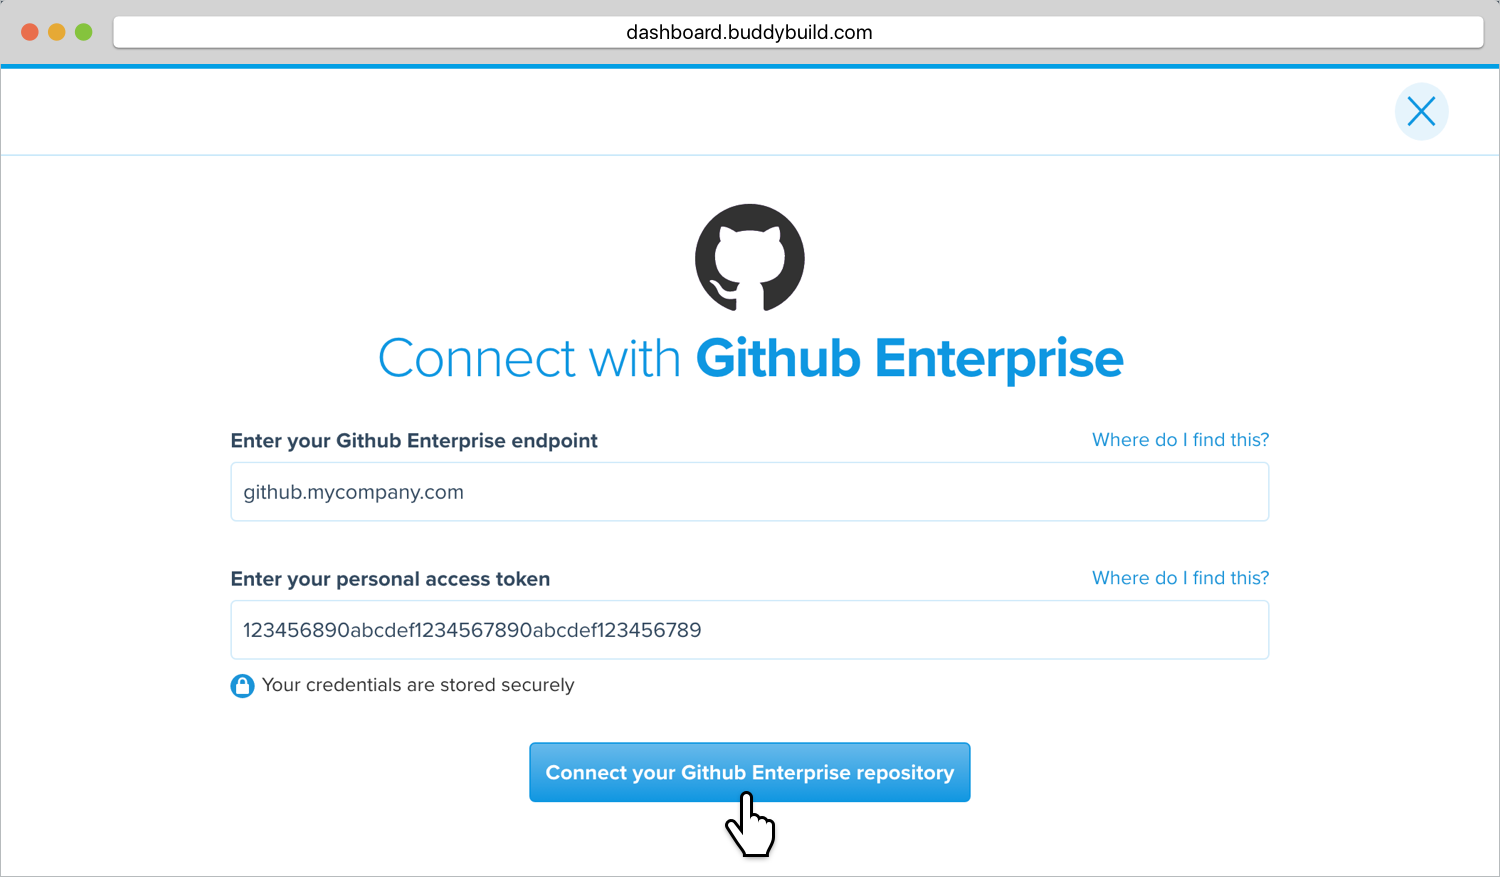 dashboard.buddybuild.com
Connect with Github Enterprise
Enter your Github Enterprise endpoint
Where do I find this?
github.mycompany.com
Enter your personal access token
Where do I find this?
123456890abcdef1234567890abcdef123456789
Your credentials are stored securely
Connect your Github Enterprise repository